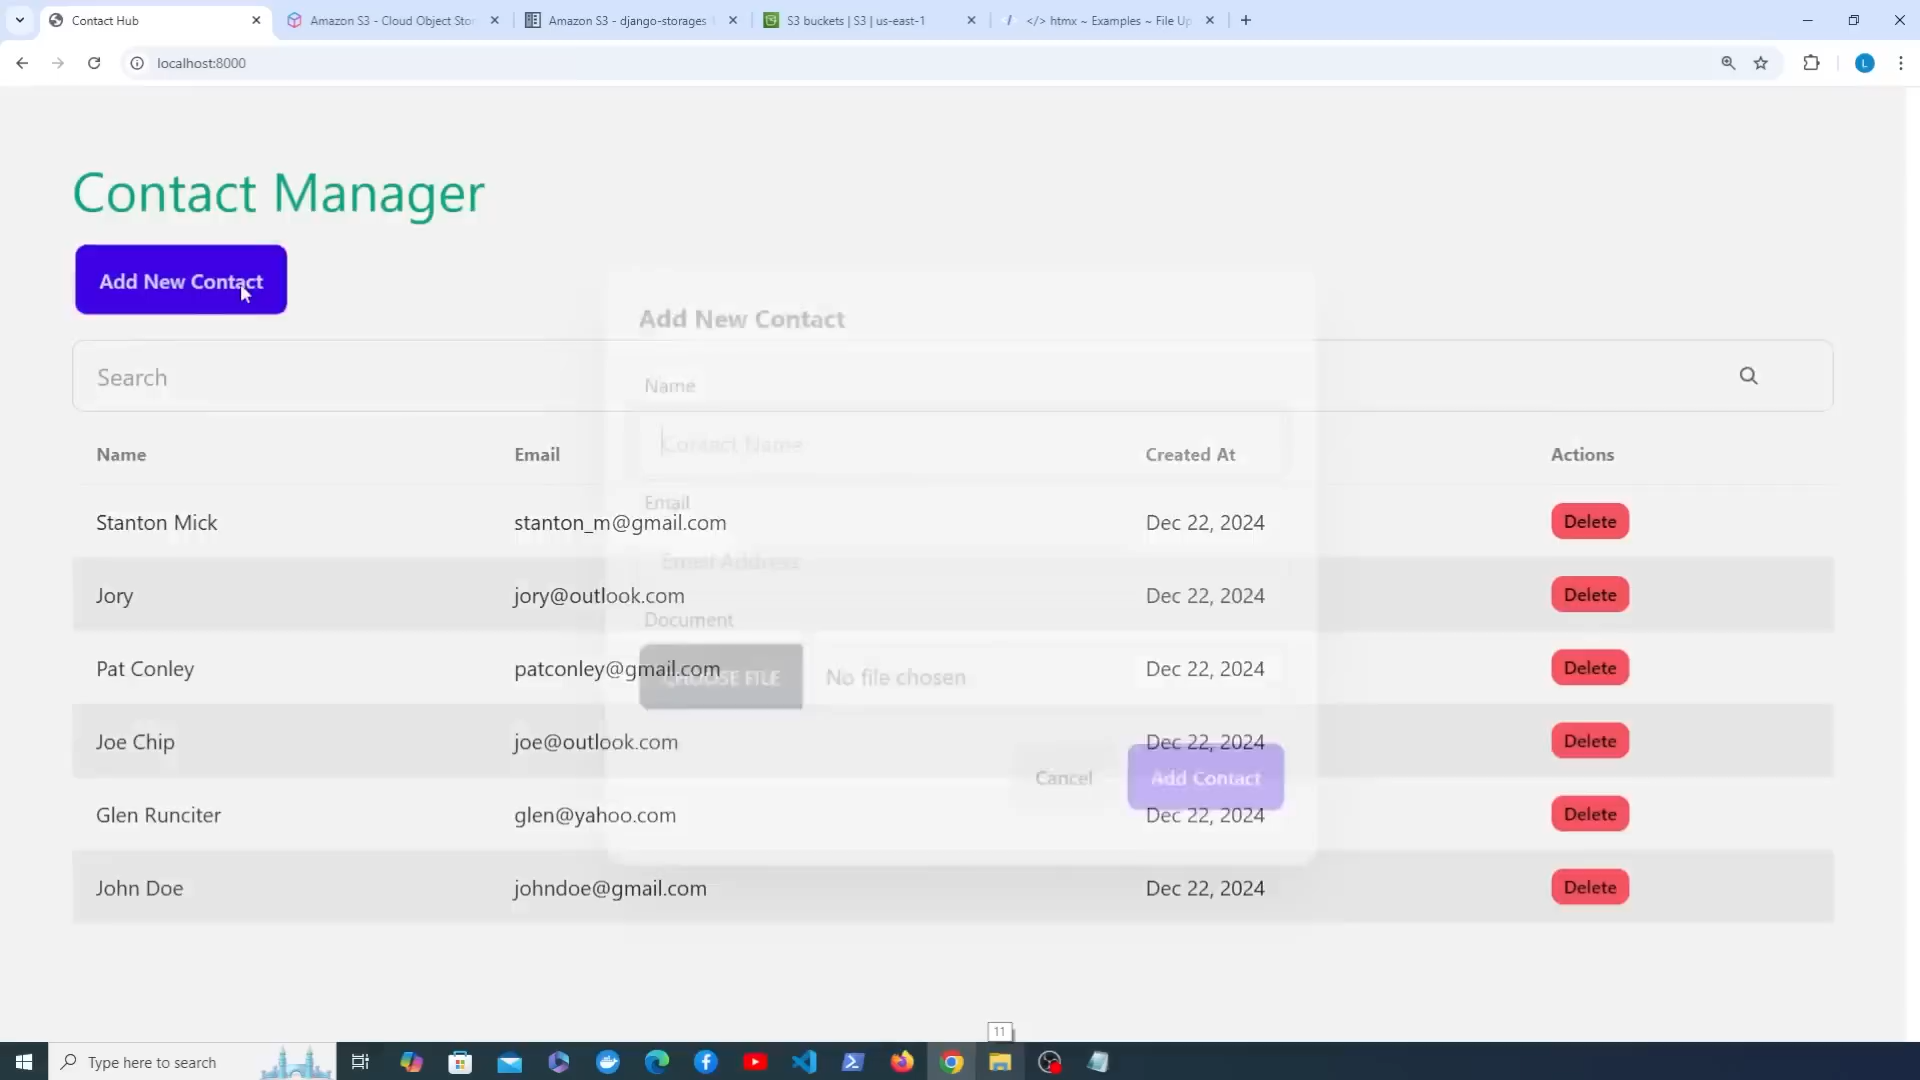 Contact Hub
Amazon S3 - Cloud Object Stor
Amazon S3 - django-storages
S3 buckets | S3 | us-east-1
</> htmx ~ Examples ~ File Up
localhost:8000
L
Contact Manager
Add New Contact
Add New Contact
Search
Name
Contact Name
Name Email Created At Actions
Email
Stanton Mick stanton_m@gmail.com Dec 22, 2024 Delete
Email Address
Jory jory@outlook.com Dec 22, 2024 Delete
Document
Pat Conley patconley@gmail.com Dec 22, 2024 Delete
CHOOSE FILE No file chosen
Joe Chip joe@outlook.com Dec 22, 2024 Delete
Cancel Add Contact
Glen Runciter glen@yahoo.com Dec 22, 2024 Delete
John Doe johndoe@gmail.com Dec 22, 2024 Delete
11
Type here to search